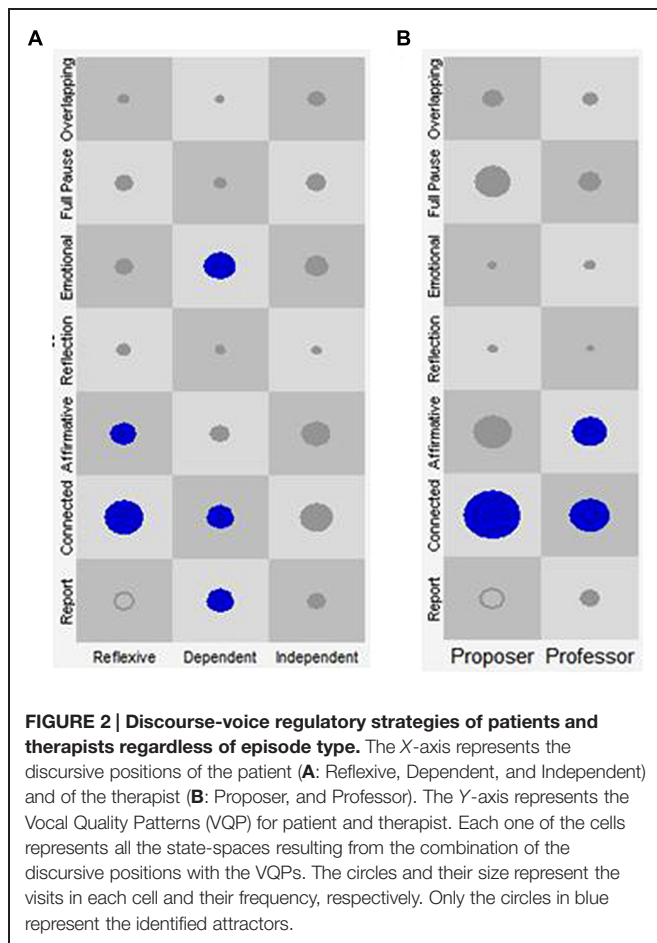 A
B
Overlapping
Full Pause
Emotional
Reflection
Affirmative
Connected
Report
Reflexive Dependent Independent
Overlapping
Full Pause
Emotional
Reflection
Affirmative
Connected
Report
Proposer Professor
FIGURE 2 | Discourse-voice regulatory strategies of patients and
therapists regardless of episode type. The X-axis represents the
discursive positions of the patient (A: Reflexive, Dependent, and Independent)
and of the therapist (B: Proposer, and Professor). The Y-axis represents the
Vocal Quality Patterns (VQP) for patient and therapist. Each one of the cells
represents all the state-spaces resulting from the combination of the
discursive positions with the VQPs. The circles and their size represent the
visits in each cell and their frequency, respectively. Only the circles in blue
represent the identified attractors.